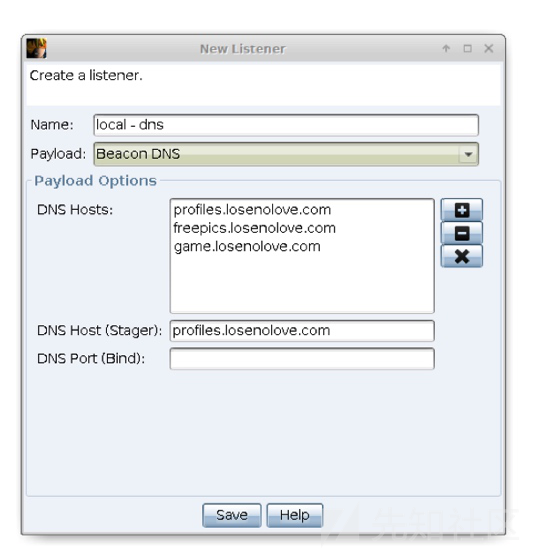 New Listener
Create a listener.
Name: local - dns
Payload: Beacon DNS
Payload Options
DNS Hosts: profiles.losenolove.com
freepics.losenolove.com
game.losenolove.com
DNS Host (Stager): profiles.losenolove.com
DNS Port (Bind):
Save Help
先知社区